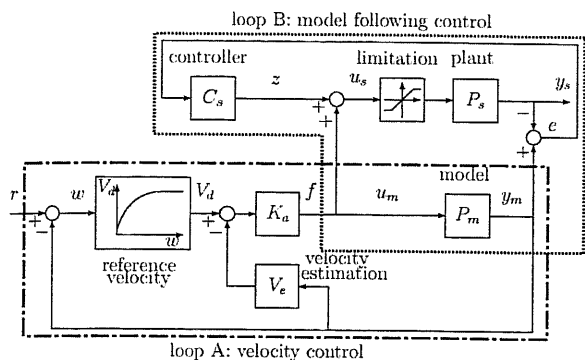 loop B: model following control
controller
limitation plant
C_s
z
u_s
P_s
y_s
+
+
−
e
+
model
r
w
V_d
w
V_d
K_a
f
u_m
P_m
y_m
+
−
+
−
reference
velocity
V_e
velocity
estimation
loop A: velocity control